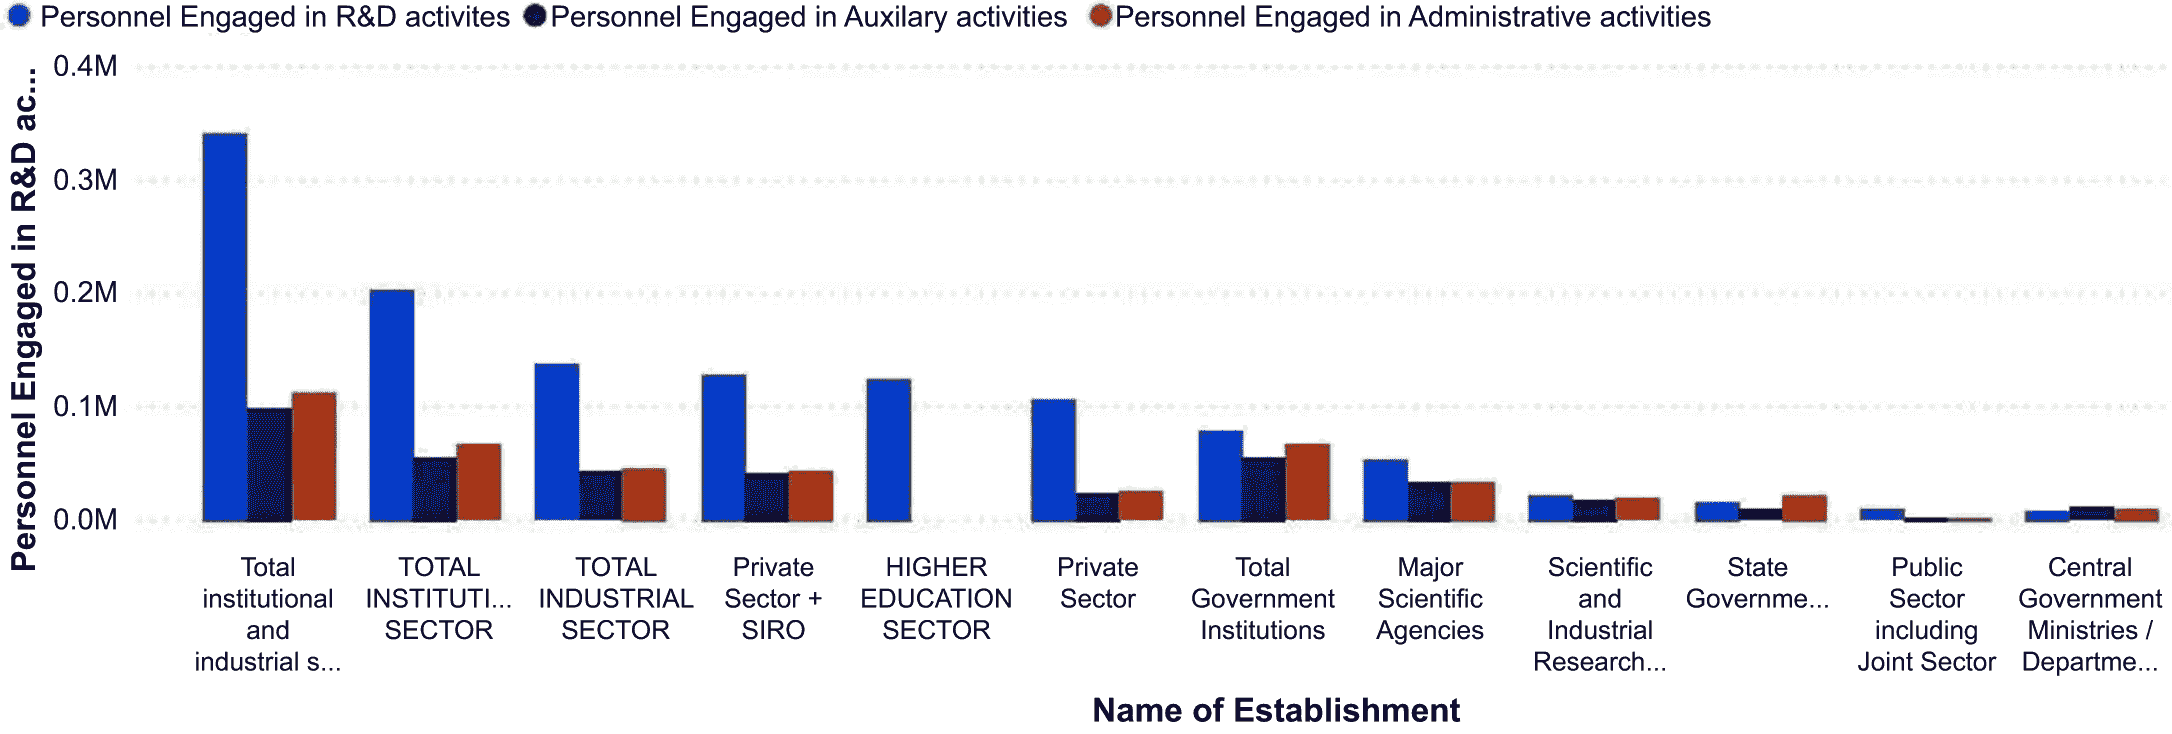 Personnel Engaged in R&D activites Personnel Engaged in Auxilary activities Personnel Engaged in Administrative activities
Personnel Engaged in R&D ac...
0.4M
0.3M
0.2M
0.1M
0.0M
Total
institutional
and
industrial s...
TOTAL
INSTITUTI...
SECTOR
TOTAL
INDUSTRIAL
SECTOR
Private
Sector +
SIRO
HIGHER
EDUCATION
SECTOR
Private
Sector
Total
Government
Institutions
Major
Scientific
Agencies
Scientific
and
Industrial
Research...
State
Governme...
Public
Sector
including
Joint Sector
Central
Government
Ministries /
Departme...
Name of Establishment